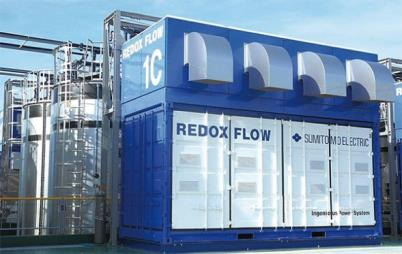 REDOX FLOW
1C
REDOX FLOW
SUMITOMO ELECTRIC
Ingenious Power System